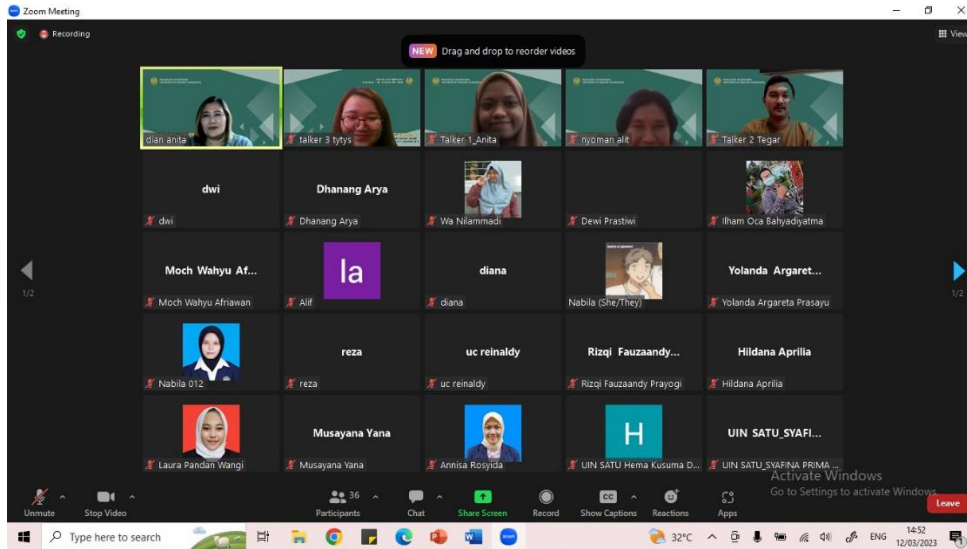 Zoom Meeting
Recording
View
NEW Drag and drop to reorder videos
dian anita
talker 3 tytys
Talker 1_Anita
nyoman alit
Talker 2 Tegar
dwi
dwi
Dhanang Arya
Dhanang Arya
Wa Nilammadi
Dewi Prastiwi
Ilham Oca Bahyadiyatma
Moch Wahyu Af...
Moch Wahyu Afriawan
la
Alif
diana
diana
Nabila (She/They)
Yolanda Argaret...
Yolanda Argareta Prasayu
1/2
1/2
Nabila 012
reza
reza
uc reinaldy
uc reinaldy
Rizqi Fauzaandy...
Rizqi Fauzaandy Prayogi
Hildana Aprilia
Hildana Aprilia
Laura Pandan Wangi
Musayana Yana
Musayana Yana
Annisa Rosyida
H
UIN SATU Hema Kusuma D...
UIN SATU_SYAFI...
UIN SATU_SYAFINA PRIMA ...
Activate Windows
Go to Settings to activate Windows.
Unmute
Stop Video
36
Participants
Chat
Share Screen
Record
CC
Show Captions
Reactions
Apps
Leave
Type here to search
32°C
ENG
14:52
12/03/2023